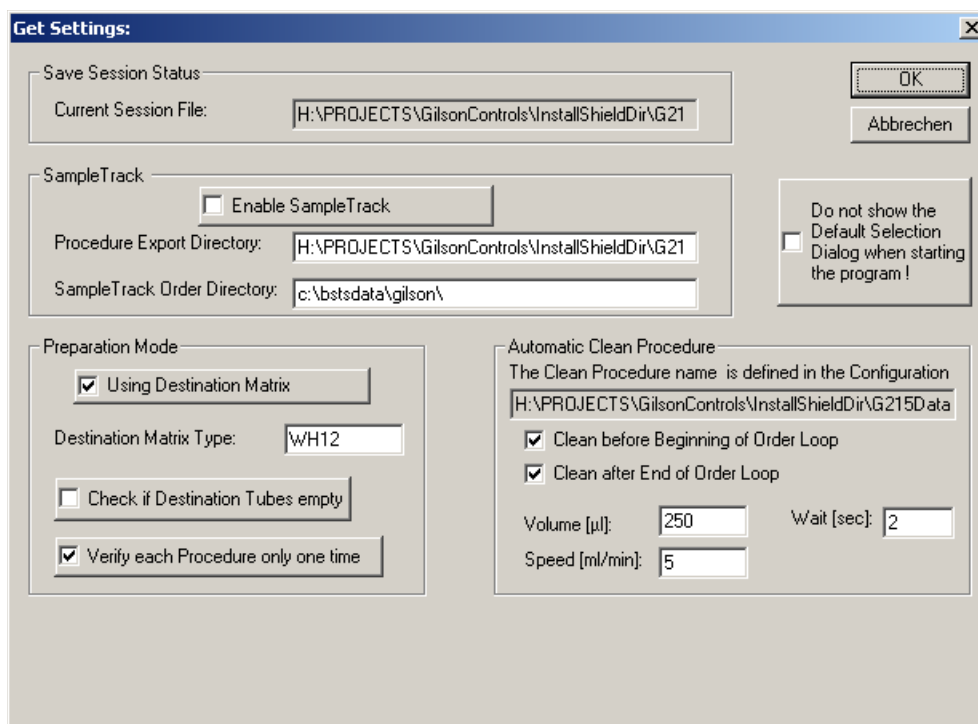 Get Settings:
Save Session Status
Current Session File: H:\PROJECTS\GilsonControls\InstallShieldDir\G21
OK
Abbrechen
SampleTrack
Enable SampleTrack
Procedure Export Directory: H:\PROJECTS\GilsonControls\InstallShieldDir\G21
SampleTrack Order Directory: c:\bstsdata\gilson\
Do not show the
Default Selection
Dialog when starting
the program !
Preparation Mode
Using Destination Matrix
Destination Matrix Type: WH12
Check if Destination Tubes empty
Verify each Procedure only one time
Automatic Clean Procedure
The Clean Procedure name is defined in the Configuration
H:\PROJECTS\GilsonControls\InstallShieldDir\G215Data
Clean before Beginning of Order Loop
Clean after End of Order Loop
Volume [µl]: 250 Wait [sec]: 2
Speed [ml/min]: 5